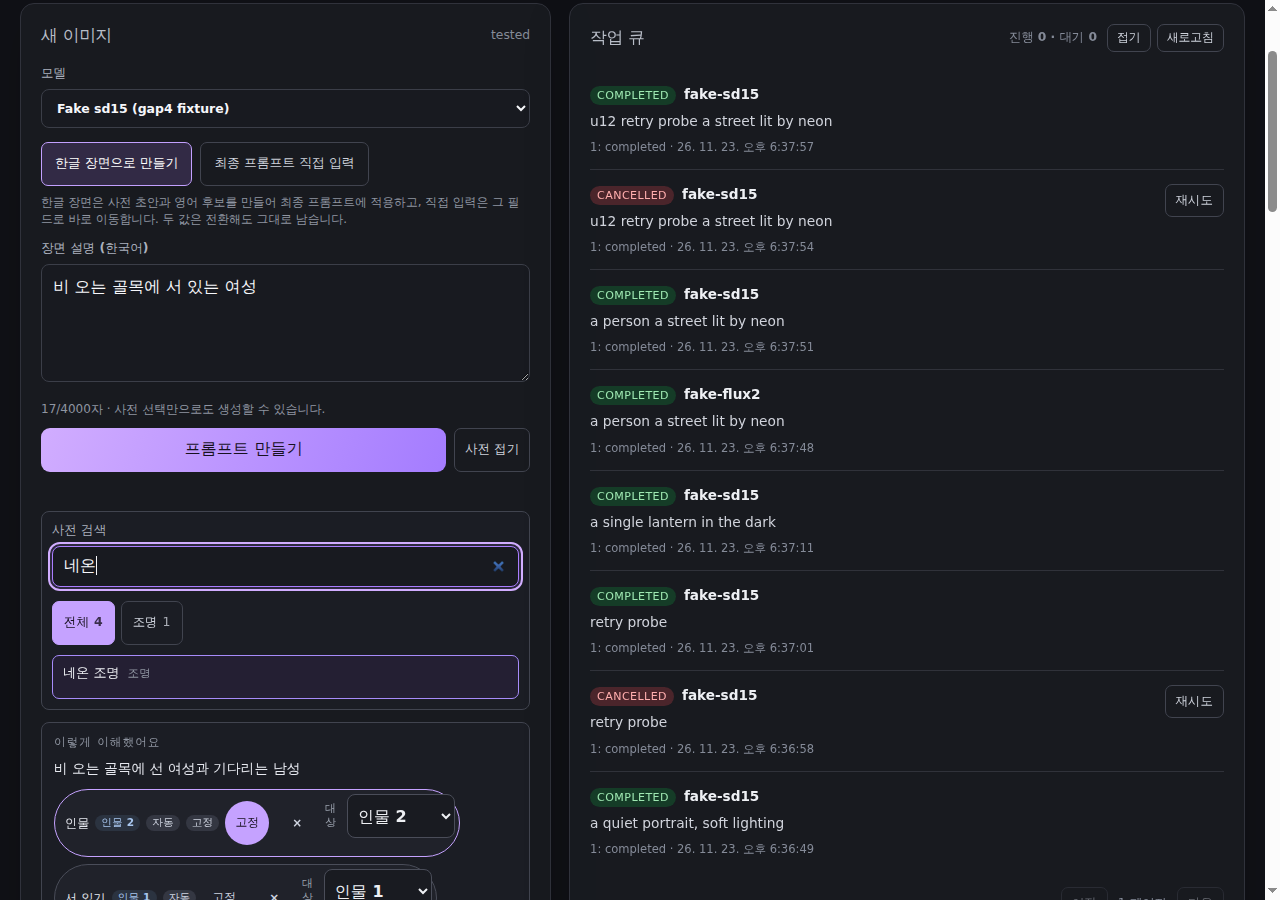 새 이미지
tested
모델
Fake sd15 (gap4 fixture)
한글 장면으로 만들기
최종 프롬프트 직접 입력
한글 장면은 사전 초안과 영어 후보를 만들어 최종 프롬프트에 적용하고, 직접 입력은 그 필
드로 바로 이동합니다. 두 값은 전환해도 그대로 남습니다.
장면 설명 (한국어)
비 오는 골목에 서 있는 여성
17/4000자 · 사전 선택만으로도 생성할 수 있습니다.
프롬프트 만들기
사전 접기
사전 검색
네온
전체 4
조명 1
네온 조명 조명
이렇게 이해했어요
비 오는 골목에 선 여성과 기다리는 남성
인물 인물 2 자동 고정 고정 × 대상 인물 2
서 있기 인물 1 자동 고정 × 대상 인물 1
작업 큐
진행 0 · 대기 0 접기 새로고침
COMPLETED fake-sd15
u12 retry probe a street lit by neon
1: completed · 26. 11. 23. 오후 6:37:57
CANCELLED fake-sd15
재시도
u12 retry probe a street lit by neon
1: completed · 26. 11. 23. 오후 6:37:54
COMPLETED fake-sd15
a person a street lit by neon
1: completed · 26. 11. 23. 오후 6:37:51
COMPLETED fake-flux2
a person a street lit by neon
1: completed · 26. 11. 23. 오후 6:37:48
COMPLETED fake-sd15
a single lantern in the dark
1: completed · 26. 11. 23. 오후 6:37:11
COMPLETED fake-sd15
retry probe
1: completed · 26. 11. 23. 오후 6:37:01
CANCELLED fake-sd15
재시도
retry probe
1: completed · 26. 11. 23. 오후 6:36:58
COMPLETED fake-sd15
a quiet portrait, soft lighting
1: completed · 26. 11. 23. 오후 6:36:49